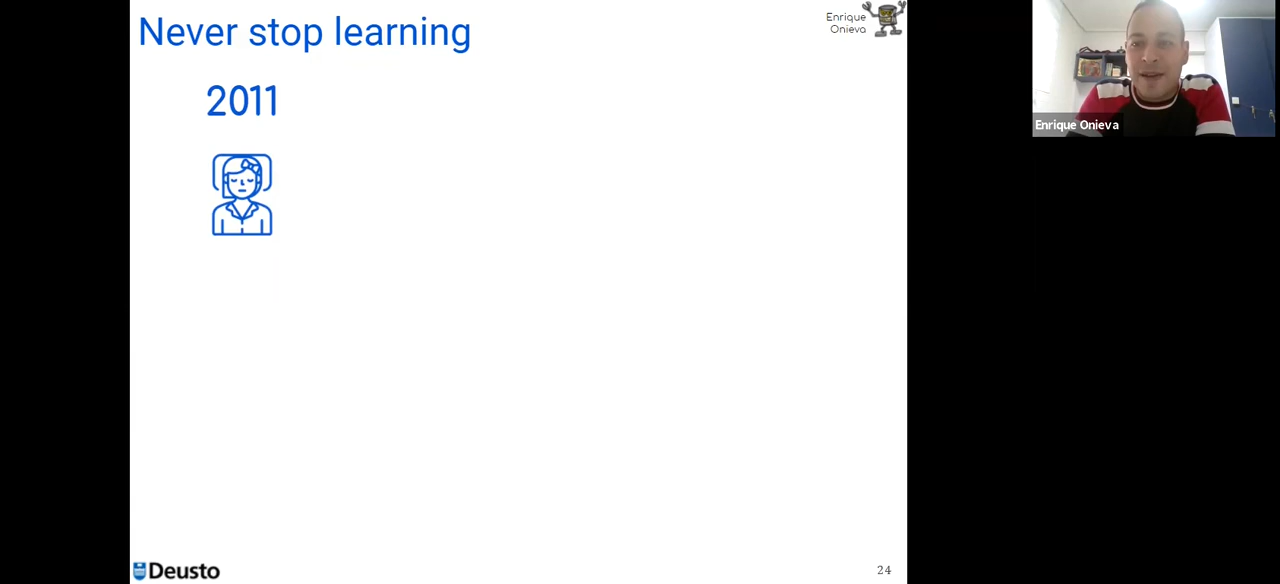 Never stop learning
Enrique
Onieva
2011
Enrique Onieva
Deusto
24